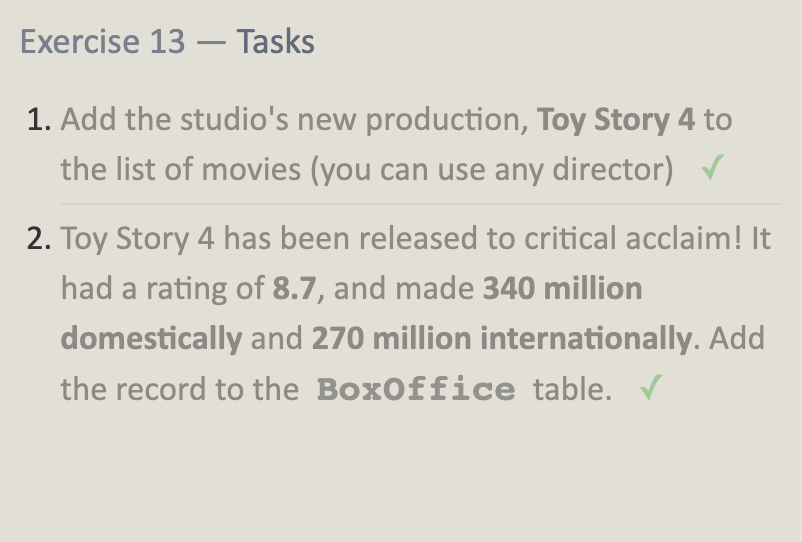 Exercise 13 — Tasks
1. Add the studio's new production, Toy Story 4 to
the list of movies (you can use any director) ✓
2. Toy Story 4 has been released to critical acclaim! It
had a rating of 8.7, and made 340 million
domestically and 270 million internationally. Add
the record to the BoxOffice table. ✓